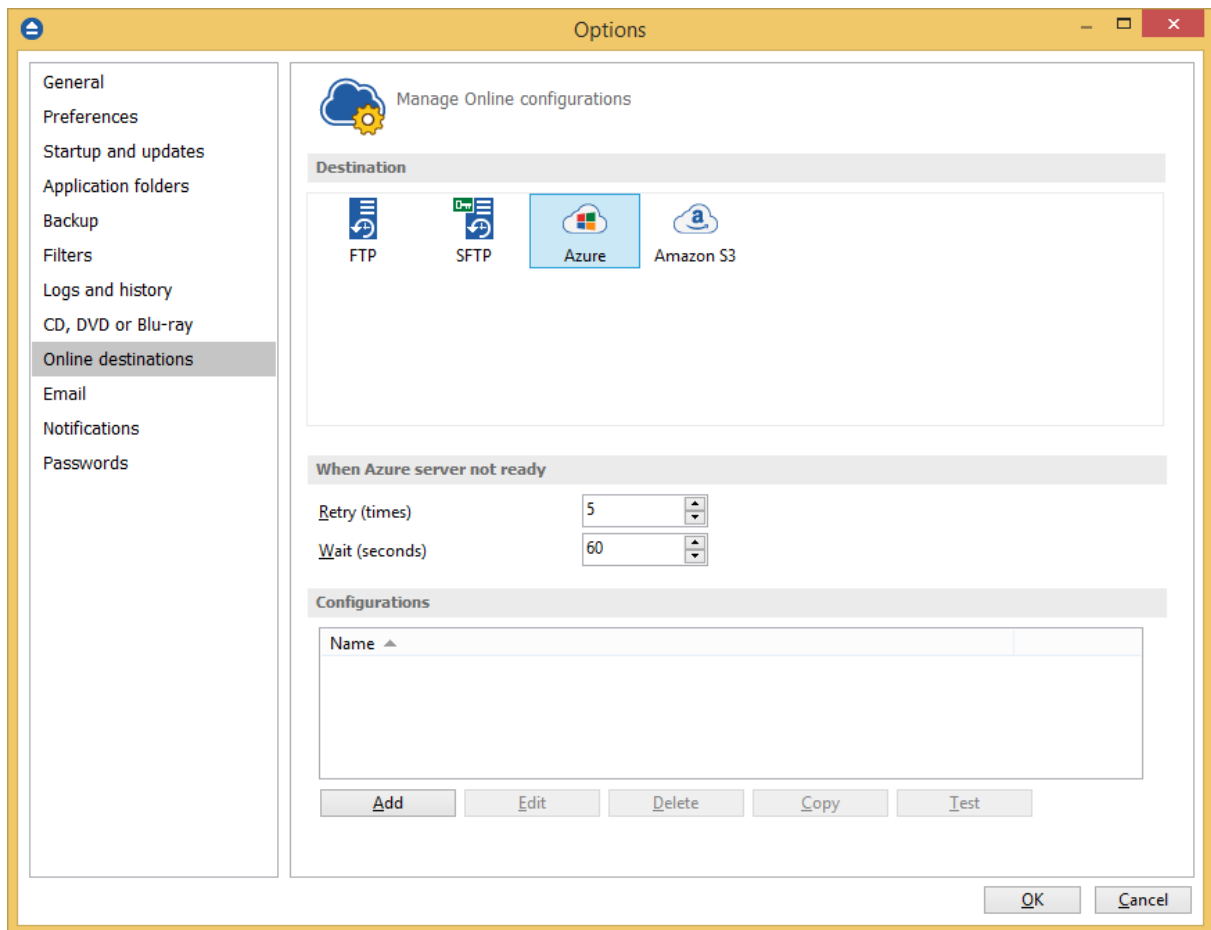 Options
General
Preferences
Startup and updates
Application folders
Backup
Filters
Logs and history
CD, DVD or Blu-ray
Online destinations
Email
Notifications
Passwords
Manage Online configurations
Destination
FTP SFTP Azure Amazon S3
When Azure server not ready
Retry (times) 5
Wait (seconds) 60
Configurations
Name
Add Edit Delete Copy Test
OK Cancel